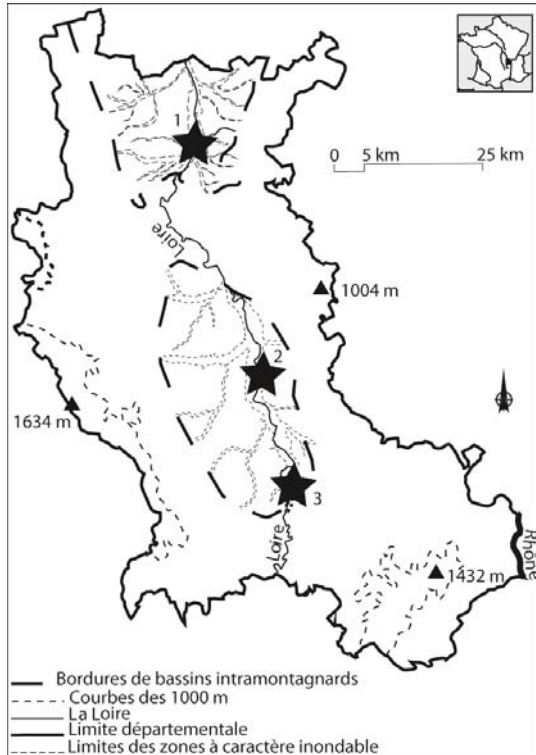 1
0 5 km 25 km
Loire
1004 m
2
1634 m
3
Loire
Rhône
1432 m
Bordures de bassins intramontagnards
Courbes des 1000 m
La Loire
Limite départementale
Limites des zones à caractère inondable